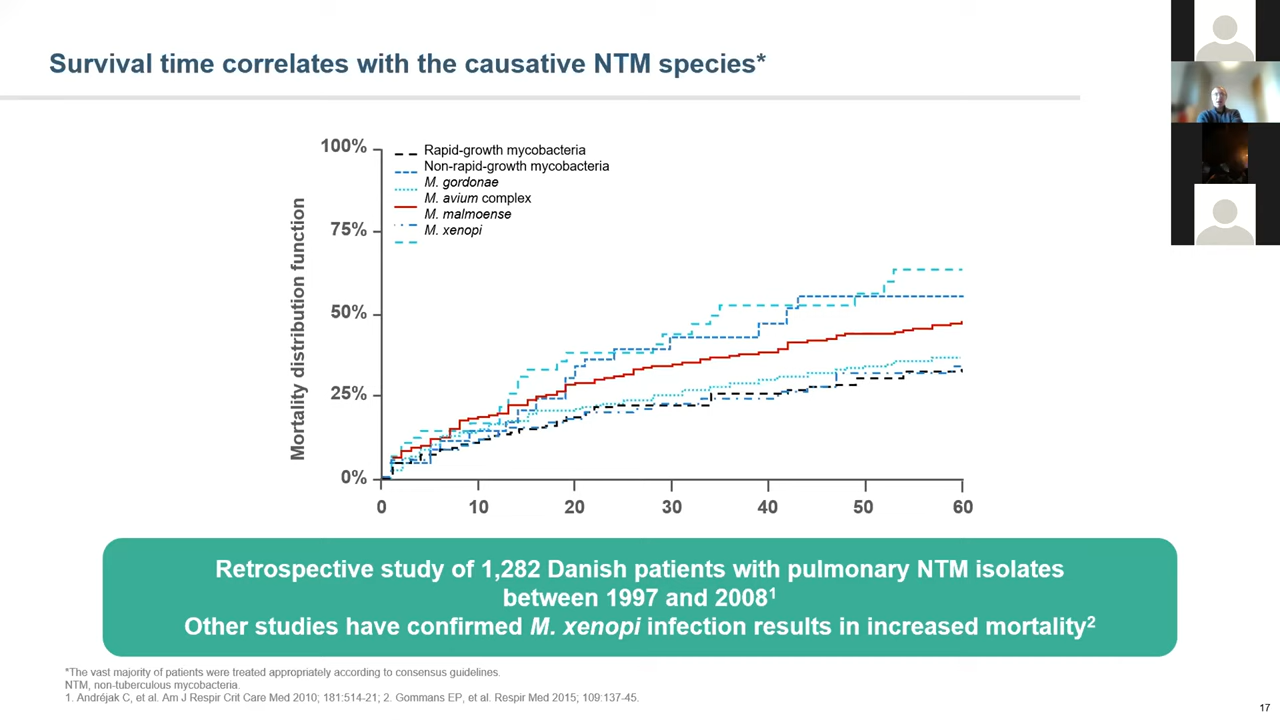 Survival time correlates with the causative NTM species*
100%
75%
50%
25%
0%
Mortality distribution function
Rapid-growth mycobacteria
Non-rapid-growth mycobacteria
M. gordonae
M. avium complex
M. malmoense
M. xenopi
0 10 20 30 40 50 60
Retrospective study of 1,282 Danish patients with pulmonary NTM isolates
between 1997 and 2008¹
Other studies have confirmed M. xenopi infection results in increased mortality²
*The vast majority of patients were treated appropriately according to consensus guidelines.
NTM, non-tuberculous mycobacteria.
1. Andréjak C, et al. Am J Respir Crit Care Med 2010; 181:514-21; 2. Gommans EP, et al. Respir Med 2015; 109:137-45.
17